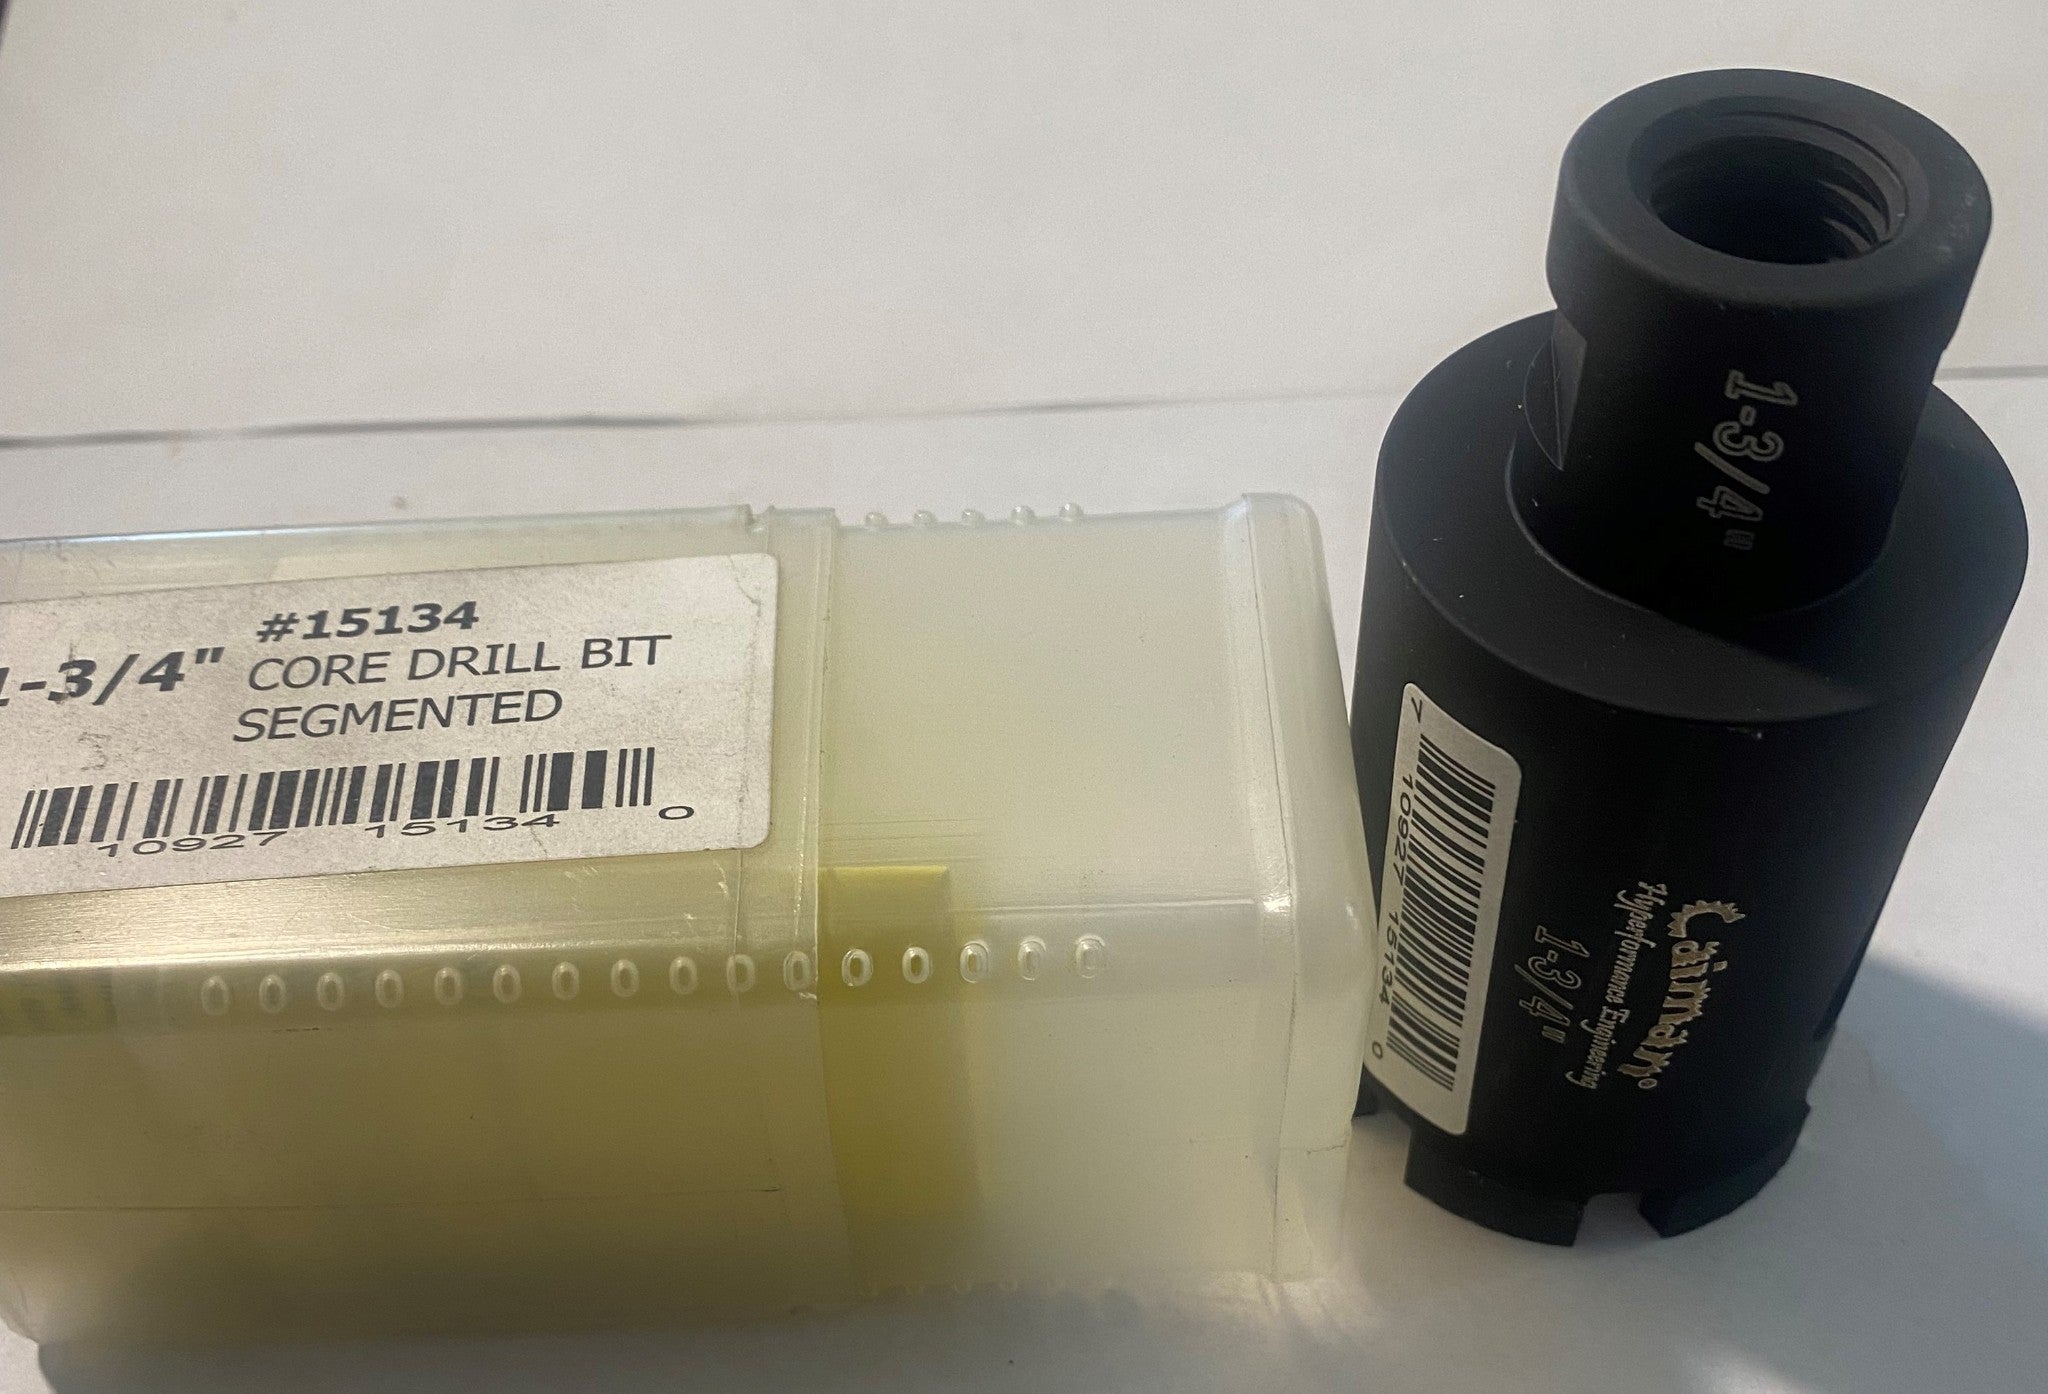 #15134
1-3/4" CORE DRILL BIT
SEGMENTED
10927 15134 0
1-3/4"
7 10927 15134 0
Caiman®
Hyperformance Engineering
1-3/4"